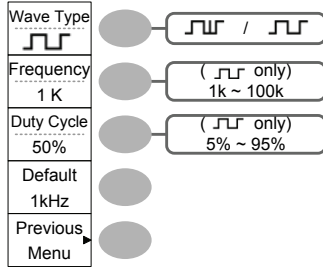 Wave Type
/
Frequency
1 K
( only)
1k ~ 100k
Duty Cycle
50%
( only)
5% ~ 95%
Default
1kHz
Previous
Menu